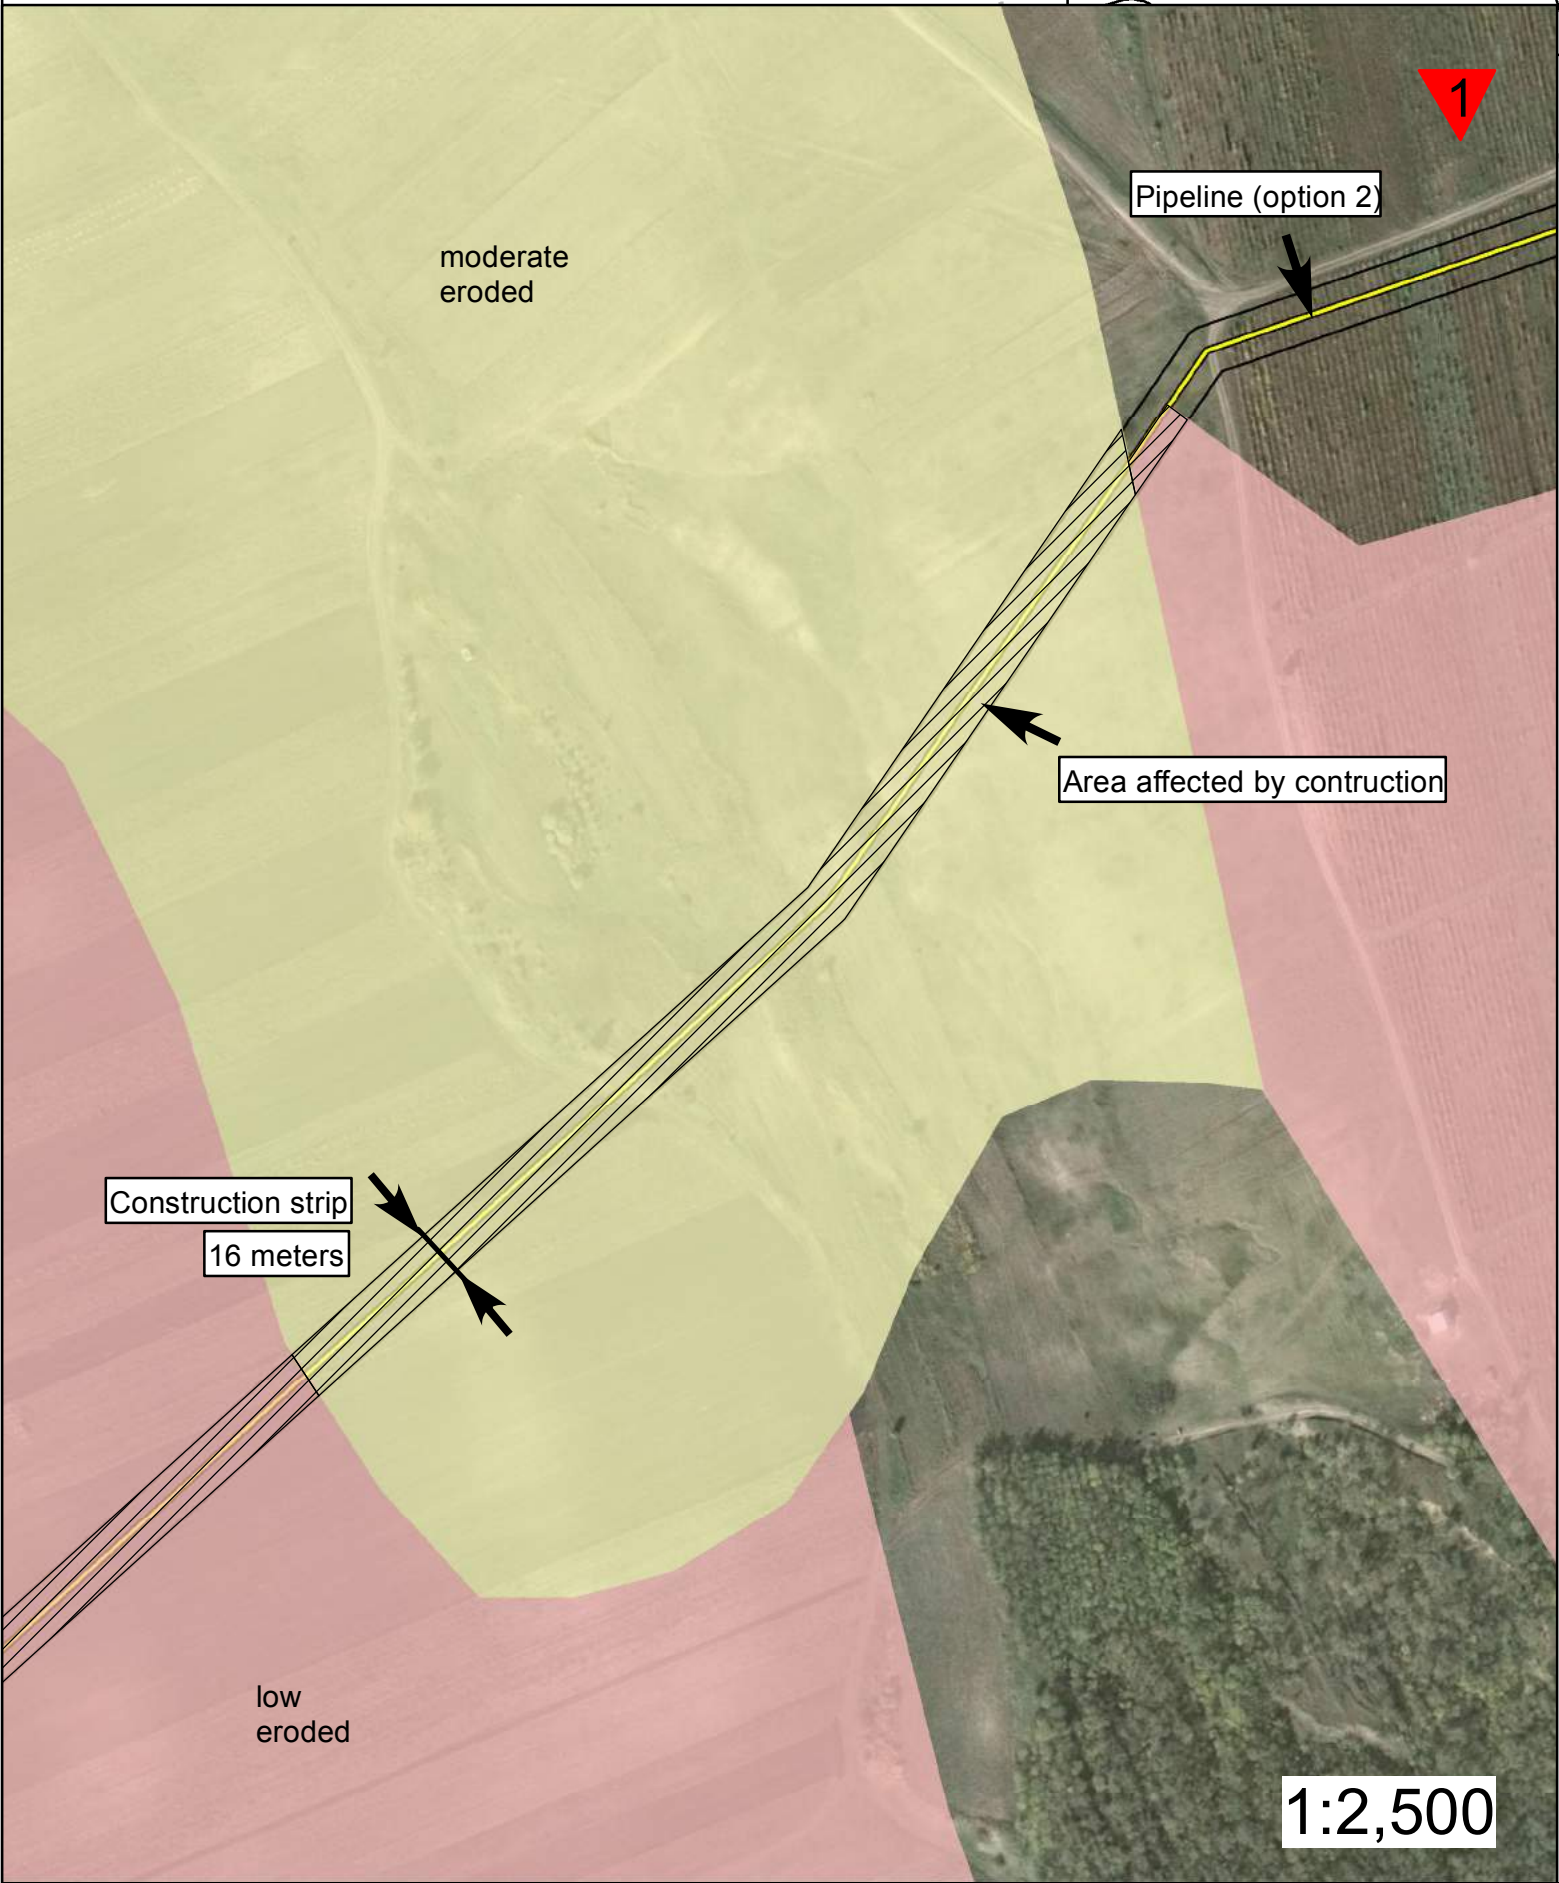 1
Pipeline (option 2)
moderate
eroded
Area affected by contruction
Construction strip
16 meters
low
eroded
1:2,500